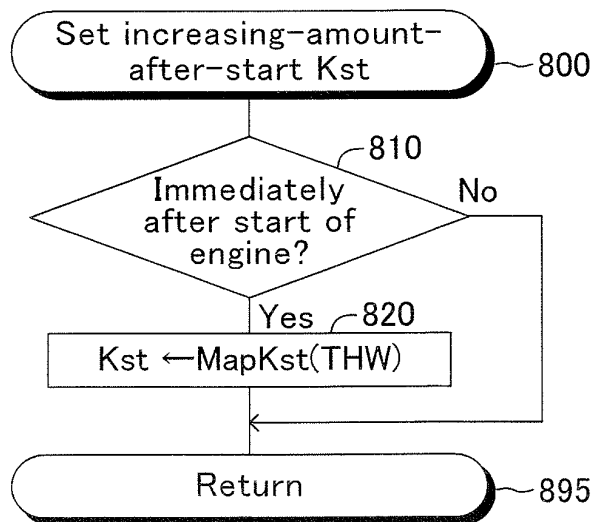 Set increasing-amount-
after-start Kst
800
810
Immediately
after start of
engine?
No
Yes
820
Kst ←MapKst(THW)
Return
895